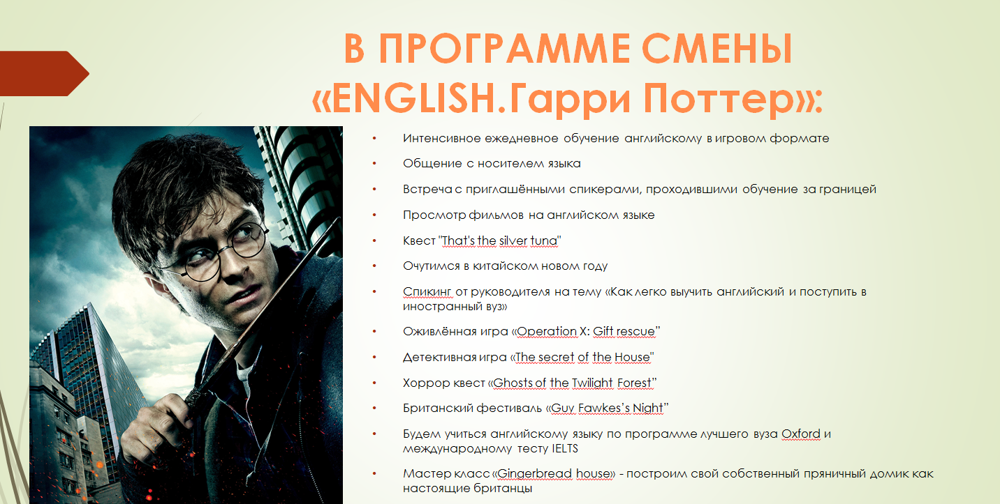 В ПРОГРАММЕ СМЕНЫ
«ENGLISH.Гарри Поттер»:
• Интенсивное ежедневное обучение английскому в игровом формате
• Общение с носителем языка
• Встреча с приглашёнными спикерами, проходившими обучение за границей
• Просмотр фильмов на английском языке
• Квест "That's the silver tuna"
• Очутимся в китайском новом году
• Спикинг от руководителя на тему «Как легко выучить английский и поступить в
иностранный вуз»
• Оживлённая игра «Operation X: Gift rescue”
• Детективная игра «The secret of the House"
• Хоррор квест «Ghosts of the Twilight Forest”
• Британский фестиваль «Guy Fawkes’s Night”
• Будем учиться английскому языку по программе лучшего вуза Oxford и
международному тесту IELTS
• Мастер класс «Gingerbread house» - построим свой собственный пряничный домик как
настоящие британцы